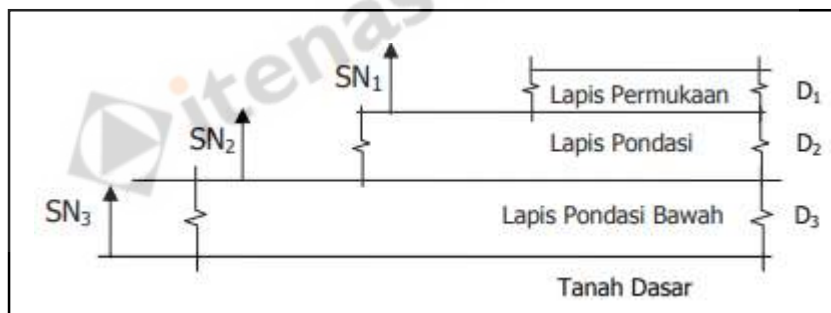 itenas
SN₁
Lapis Permukaan D₁
SN₂
Lapis Pondasi D₂
SN₃
Lapis Pondasi Bawah D₃
Tanah Dasar